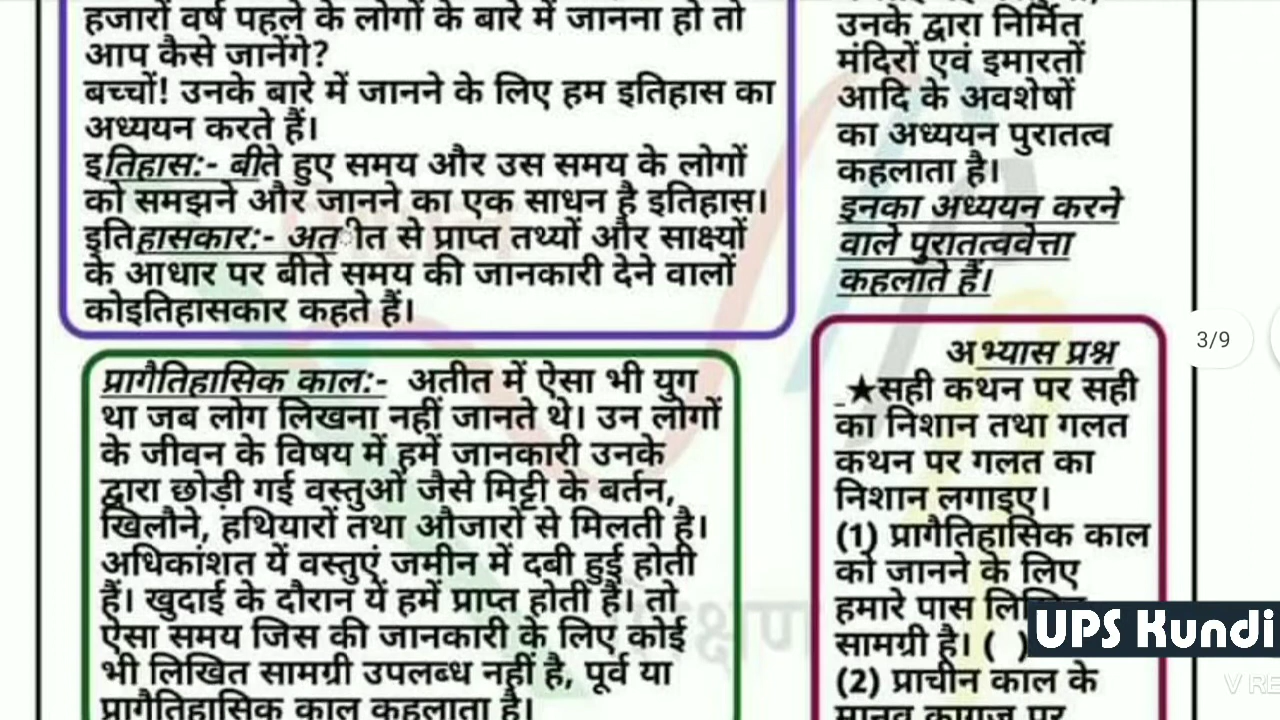 हजारों वर्ष पहले के लोगों के बारे में जानना हो तो
आप कैसे जानेंगे?
बच्चों! उनके बारे में जानने के लिए हम इतिहास का
अध्ययन करते हैं।
इतिहास:- बीते हुए समय और उस समय के लोगों
को समझने और जानने का एक साधन है इतिहास।
इतिहासकार:- अतीत से प्राप्त तथ्यों और साक्ष्यों
के आधार पर बीते समय की जानकारी देने वालों
कोइतिहासकार कहते हैं।
प्रागैतिहासिक काल:- अतीत में ऐसा भी युग
था जब लोग लिखना नहीं जानते थे। उन लोगों
के जीवन के विषय में हमें जानकारी उनके
द्वारा छोड़ी गई वस्तुओं जैसे मिट्टी के बर्तन,
खिलौने, हथियारों तथा औजारों से मिलती है।
अधिकांशत यें वस्तुएं जमीन में दबी हुई होती
हैं। खुदाई के दौरान यें हमें प्राप्त होती हैं। तो
ऐसा समय जिस की जानकारी के लिए कोई
भी लिखित सामग्री उपलब्ध नहीं है, पूर्व या
प्रागैतिहासिक काल कहलाता है।
उनके द्वारा निर्मित
मंदिरों एवं इमारतों
आदि के अवशेषों
का अध्ययन पुरातत्व
कहलाता है।
इनका अध्ययन करने
वाले पुरातत्ववेत्ता
कहलाते हैं।
अभ्यास प्रश्न
_★सही कथन पर सही
का निशान तथा गलत
कथन पर गलत का
निशान लगाइए।
(1) प्रागैतिहासिक काल
को जानने के लिए
हमारे पास
सामग्री है। ( )
(2) प्राचीन काल के
मानव कागज पर
3/9
UPS Kundi